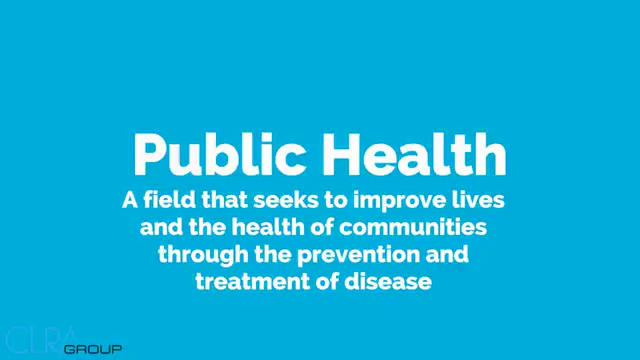 Public Health
A field that seeks to improve lives
and the health of communities
through the prevention and
treatment of disease
CLRA
GROUP